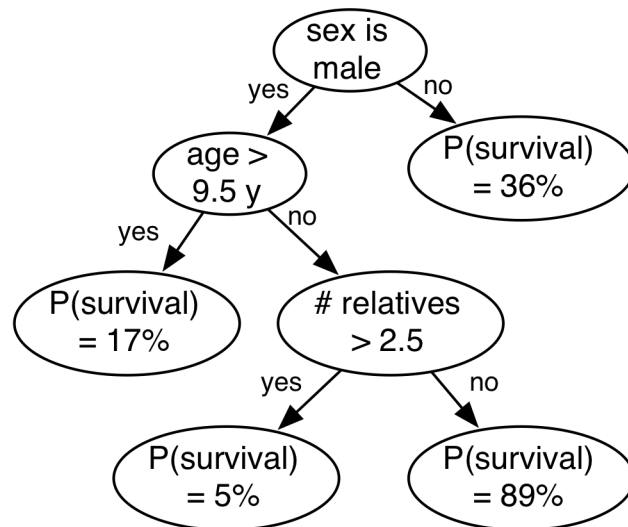 sex is
male
yes
no
age >
9.5 y
P(survival)
= 36%
yes
no
P(survival)
= 17%
# relatives
> 2.5
yes
no
P(survival)
= 5%
P(survival)
= 89%